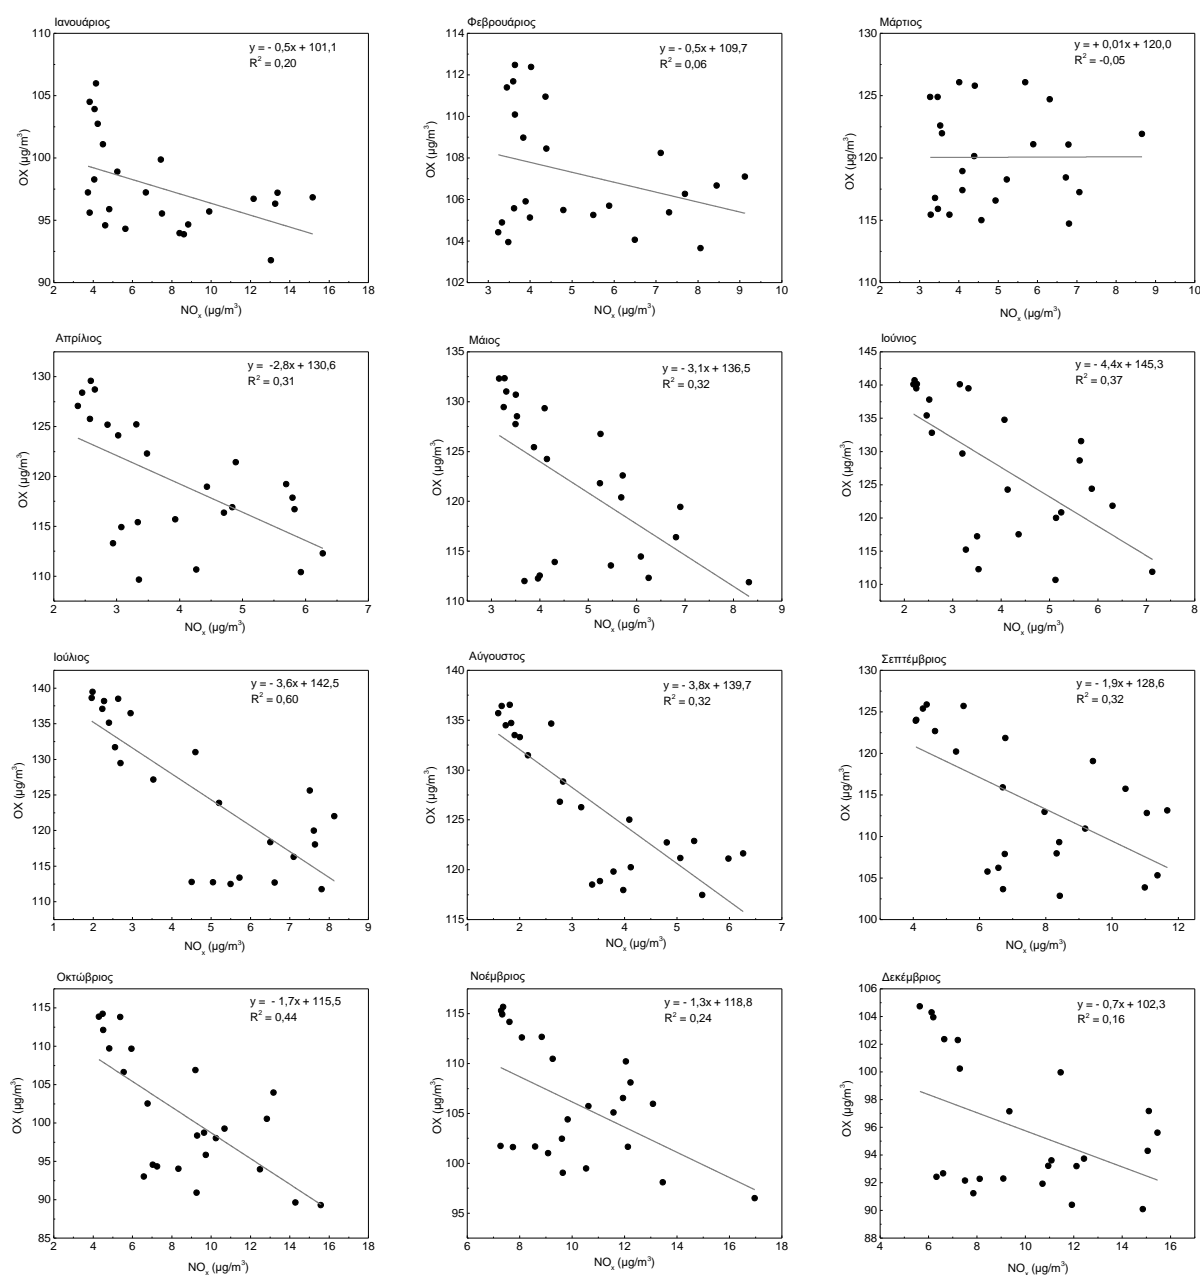 Ιανουάριος
y = - 0,5x + 101,1
R² = 0,20
OX (µg/m³)
110
105
100
95
90
2 4 6 8 10 12 14 16 18
NOₓ (µg/m³)
Φεβρουάριος
y = - 0,5x + 109,7
R² = 0,06
OX (µg/m³)
114
112
110
108
106
104
102
3 4 5 6 7 8 9 10
NOₓ (µg/m³)
Μάρτιος
y = + 0,01x + 120,0
R² = -0,05
OX (µg/m³)
130
125
120
115
110
2 3 4 5 6 7 8 9 10
NOₓ (µg/m³)
Απρίλιος
y = -2,8x + 130,6
R² = 0,31
OX (µg/m³)
130
125
120
115
110
2 3 4 5 6 7
NOₓ (µg/m³)
Μάιος
y = - 3,1x + 136,5
R² = 0,32
OX (µg/m³)
135
130
125
120
115
110
3 4 5 6 7 8 9
NOₓ (µg/m³)
Ιούνιος
y = - 4,4x + 145,3
R² = 0,37
OX (µg/m³)
145
140
135
130
125
120
115
110
2 3 4 5 6 7 8
NOₓ (µg/m³)
Ιούλιος
y = - 3,6x + 142,5
R² = 0,60
OX (µg/m³)
140
135
130
125
120
115
110
1 2 3 4 5 6 7 8 9
NOₓ (µg/m³)
Αύγουστος
y = - 3,8x + 139,7
R² = 0,32
OX (µg/m³)
140
135
130
125
120
115
1 2 3 4 5 6 7
NOₓ (µg/m³)
Σεπτέμβριος
y = - 1,9x + 128,6
R² = 0,32
OX (µg/m³)
130
125
120
115
110
105
100
4 6 8 10 12
NOₓ (µg/m³)
Οκτώβριος
y = - 1,7x + 115,5
R² = 0,44
OX (µg/m³)
115
110
105
100
95
90
85
2 4 6 8 10 12 14 16 18
NOₓ (µg/m³)
Νοέμβριος
y = - 1,3x + 118,8
R² = 0,24
OX (µg/m³)
115
110
105
100
95
6 8 10 12 14 16 18
NOₓ (µg/m³)
Δεκέμβριος
y = - 0,7x + 102,3
R² = 0,16
OX (µg/m³)
106
104
102
100
98
96
94
92
90
88
4 6 8 10 12 14 16
NOₓ (µg/m³)